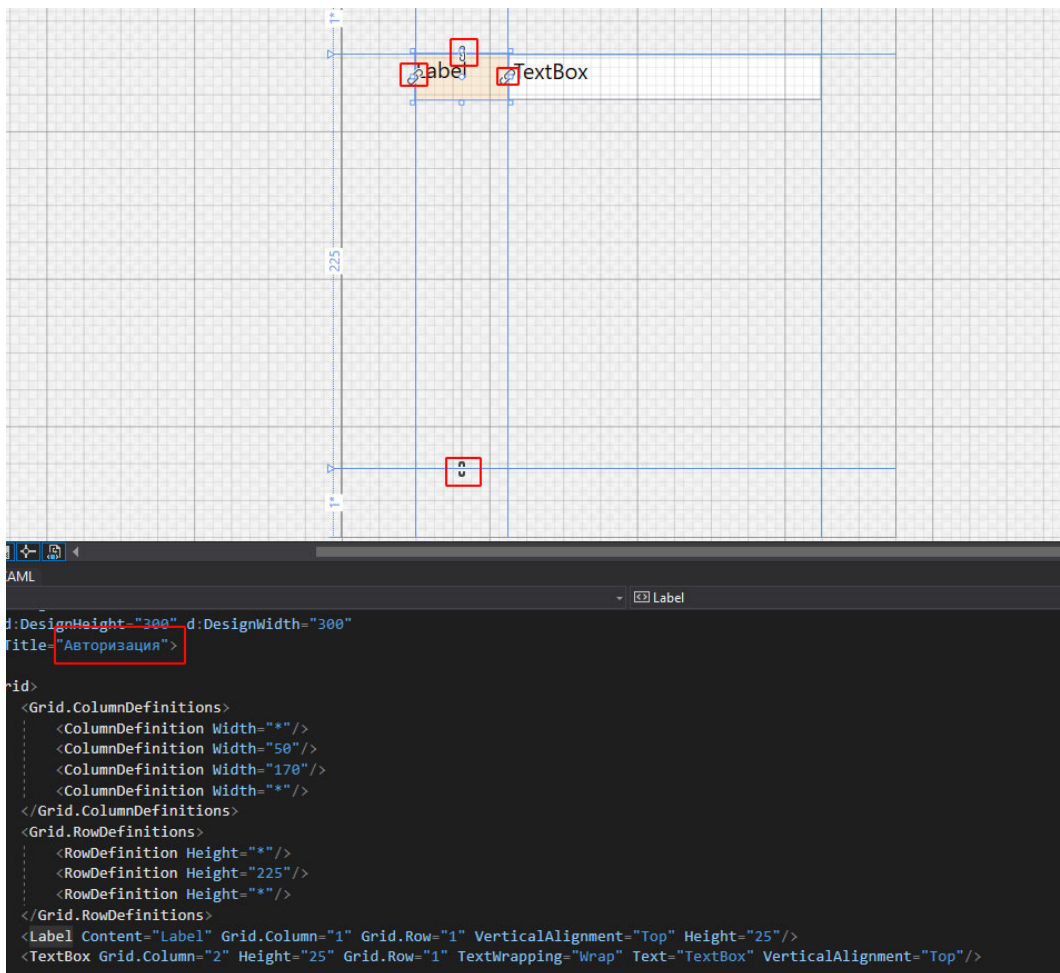 1*
Label
TextBox
225
1*
AML
Label
d:DesignHeight="300" d:DesignWidth="300"
Title="Авторизация">
rid>
<Grid.ColumnDefinitions>
<ColumnDefinition Width="*"/>
<ColumnDefinition Width="50"/>
<ColumnDefinition Width="170"/>
<ColumnDefinition Width="*"/>
</Grid.ColumnDefinitions>
<Grid.RowDefinitions>
<RowDefinition Height="*"/>
<RowDefinition Height="225"/>
<RowDefinition Height="*"/>
</Grid.RowDefinitions>
<Label Content="Label" Grid.Column="1" Grid.Row="1" VerticalAlignment="Top" Height="25"/>
<TextBox Grid.Column="2" Height="25" Grid.Row="1" TextWrapping="Wrap" Text="TextBox" VerticalAlignment="Top"/>